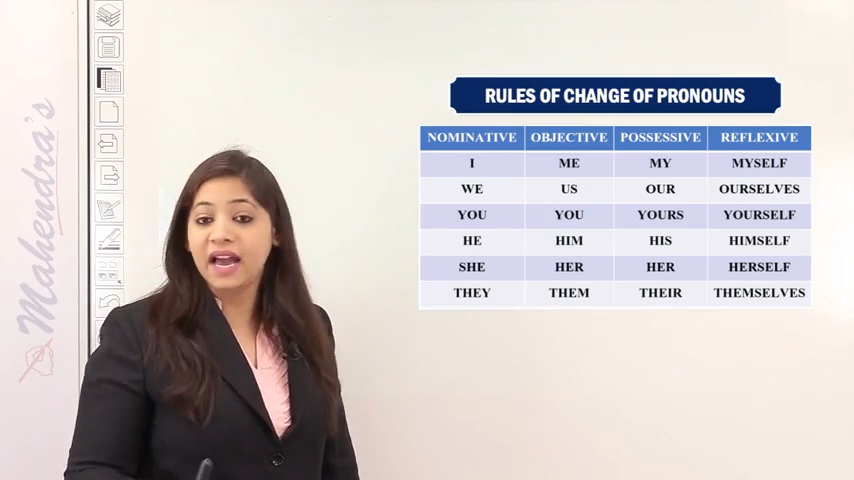 Mahendra's
RULES OF CHANGE OF PRONOUNS
NOMINATIVE OBJECTIVE POSSESSIVE REFLEXIVE
I ME MY MYSELF
WE US OUR OURSELVES
YOU YOU YOURS YOURSELF
HE HIM HIS HIMSELF
SHE HER HER HERSELF
THEY THEM THEIR THEMSELVES